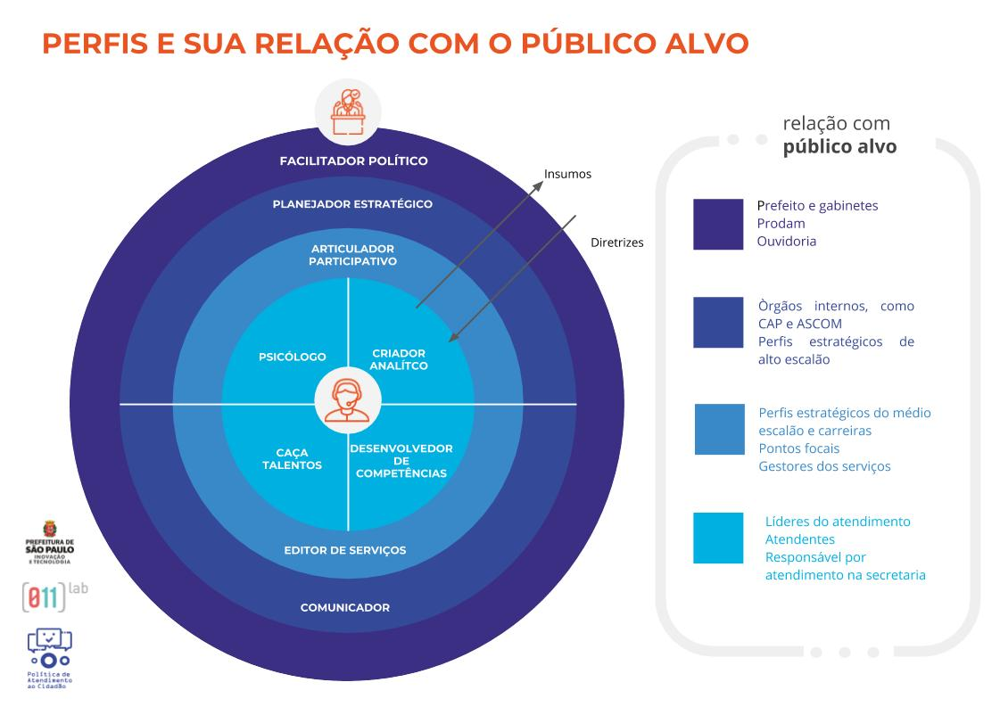 PERFIS E SUA RELAÇÃO COM O PÚBLICO ALVO
FACILITADOR POLÍTICO
PLANEJADOR ESTRATÉGICO
ARTICULADOR
PARTICIPATIVO
PSICÓLOGO
CRIADOR
ANALÍTCO
CAÇA
TALENTOS
DESENVOLVEDOR
DE
COMPETÊNCIAS
EDITOR DE SERVIÇOS
COMUNICADOR
Insumos
Diretrizes
relação com
público alvo
Prefeito e gabinetes
Prodam
Ouvidoria
Òrgãos internos, como
CAP e ASCOM
Perfis estratégicos de
alto escalão
Perfis estratégicos do médio
escalão e carreiras
Pontos focais
Gestores dos serviços
Líderes do atendimento
Atendentes
Responsável por
atendimento na secretaria
PREFEITURA DE
SÃO PAULO
INOVAÇÃO
E TECNOLOGIA
[011] lab
Política de
Atendimento
ao Cidadão